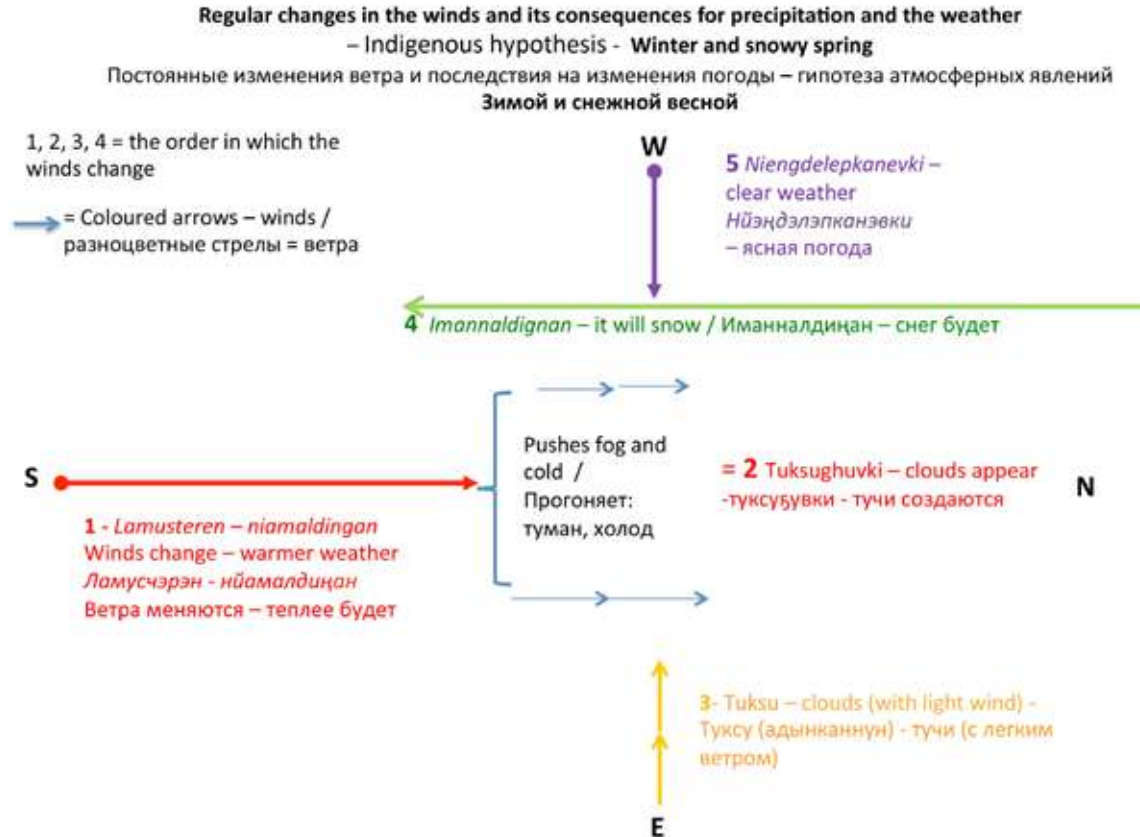 Regular changes in the winds and its consequences for precipitation and the weather
– Indigenous hypothesis - Winter and snowy spring
Постоянные изменения ветра и последствия на изменения погоды – гипотеза атмосферных явлений
Зимой и снежной весной
1, 2, 3, 4 = the order in which the
winds change
= Coloured arrows – winds /
разноцветные стрелы = ветра
W
5 Niengdelepkanevki –
clear weather
Нӣэӊдэлэпканэвки
– ясная погода
4 Imannaldignan – it will snow / Иманналдиӊан – снег будет
S
1 - Lamusteren – niamaldingan
Winds change – warmer weather
Ламусчэрэн - нӣамалдиӊан
Ветра меняются – теплее будет
Pushes fog and
cold /
Прогоняет:
туман, холод
= 2 Tuksughuvki – clouds appear
-туксуӄувки - тучи создаются
N
3- Tuksu – clouds (with light wind) -
Туксу (адынканнун) - тучи (с легким
ветром)
E